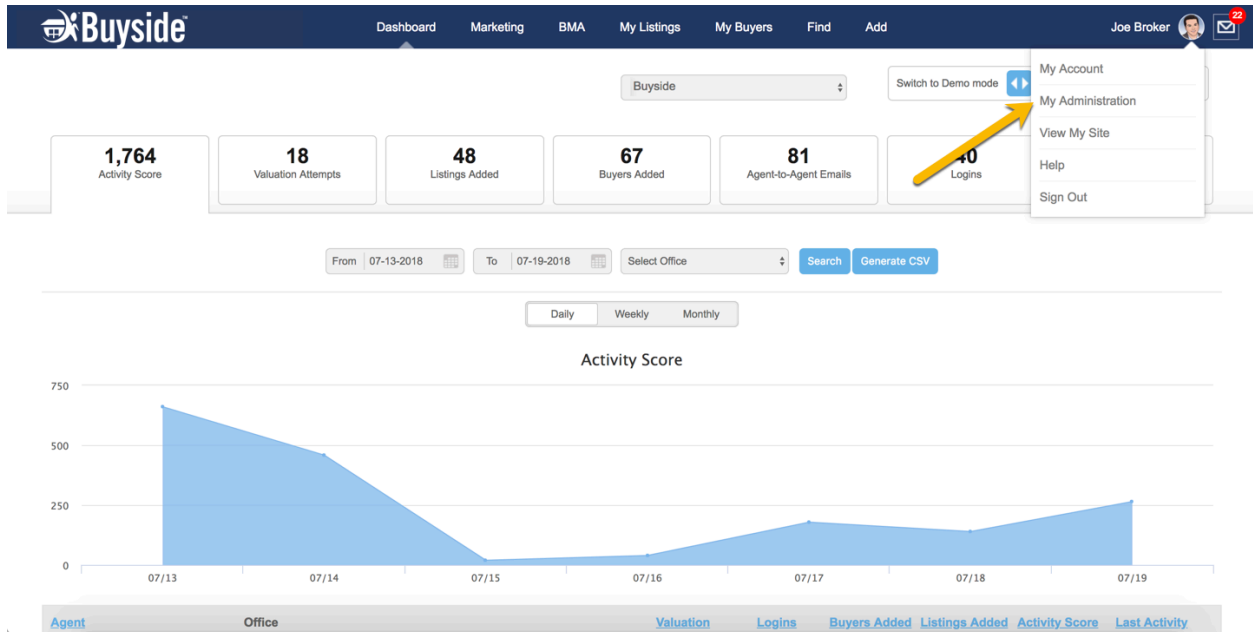 Buyside™
Dashboard Marketing BMA My Listings My Buyers Find Add
Joe Broker 22
Buyside
Switch to Demo mode
My Account
My Administration
View My Site
Help
Sign Out
1,764
Activity Score
18
Valuation Attempts
48
Listings Added
67
Buyers Added
81
Agent-to-Agent Emails
40
Logins
From 07-13-2018 To 07-19-2018 Select Office Search Generate CSV
Daily Weekly Monthly
Activity Score
750
500
250
0
07/13 07/14 07/15 07/16 07/17 07/18 07/19
Agent Office Valuation Logins Buyers Added Listings Added Activity Score Last Activity